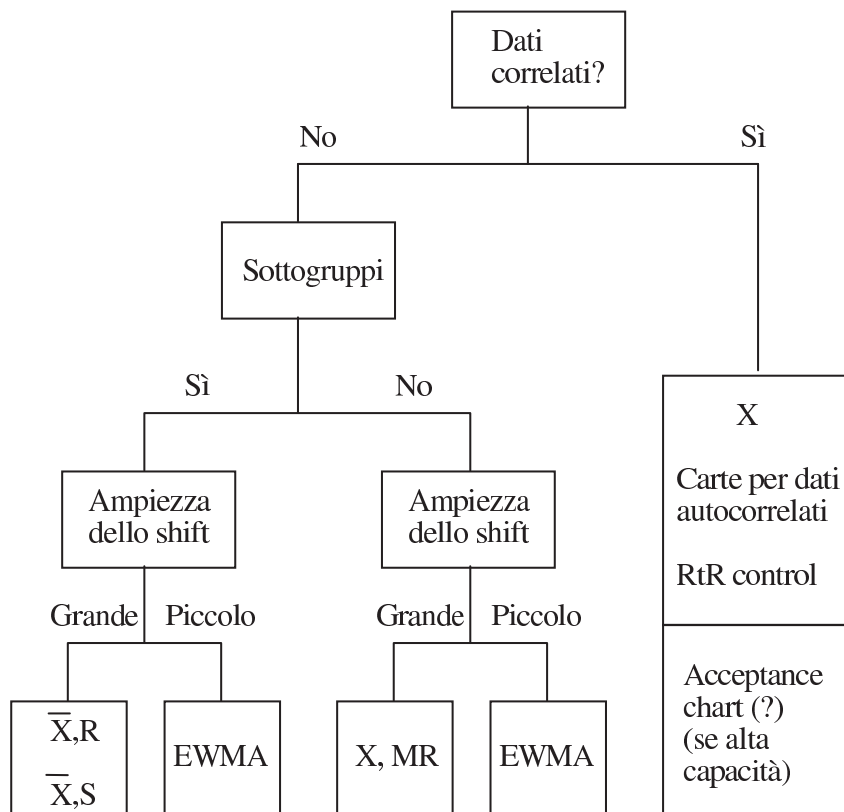 Dati
correlati?
No
Sì
Sottogruppi
Sì
No
Ampiezza
dello shift
Ampiezza
dello shift
Grande
Piccolo
Grande
Piccolo
X̅,R
X̅,S
EWMA
X, MR
EWMA
X
Carte per dati
autocorrelati
RtR control
Acceptance
chart (?)
(se alta
capacità)